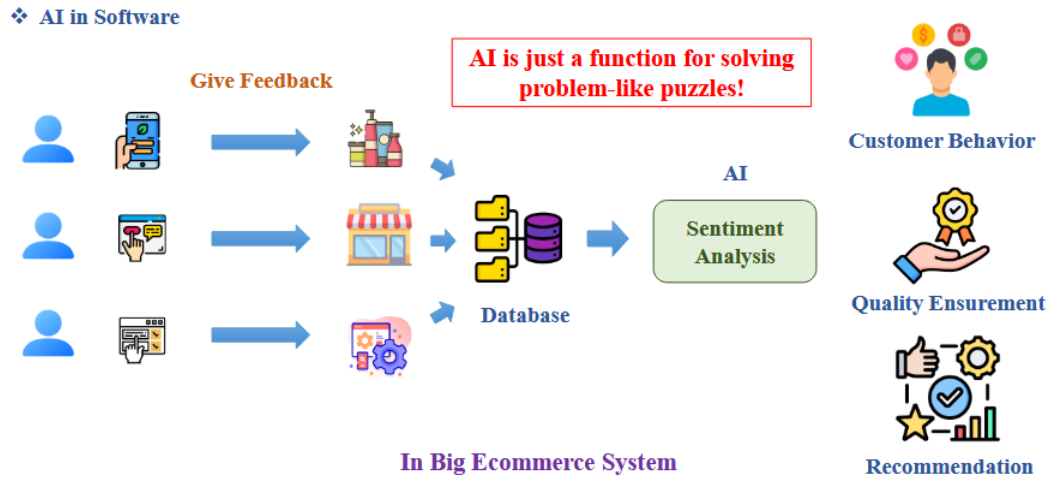 ❖ AI in Software
Give Feedback
AI is just a function for solving
problem-like puzzles!
Customer Behavior
AI
Sentiment
Analysis
Database
Quality Ensurement
In Big Ecommerce System
Recommendation